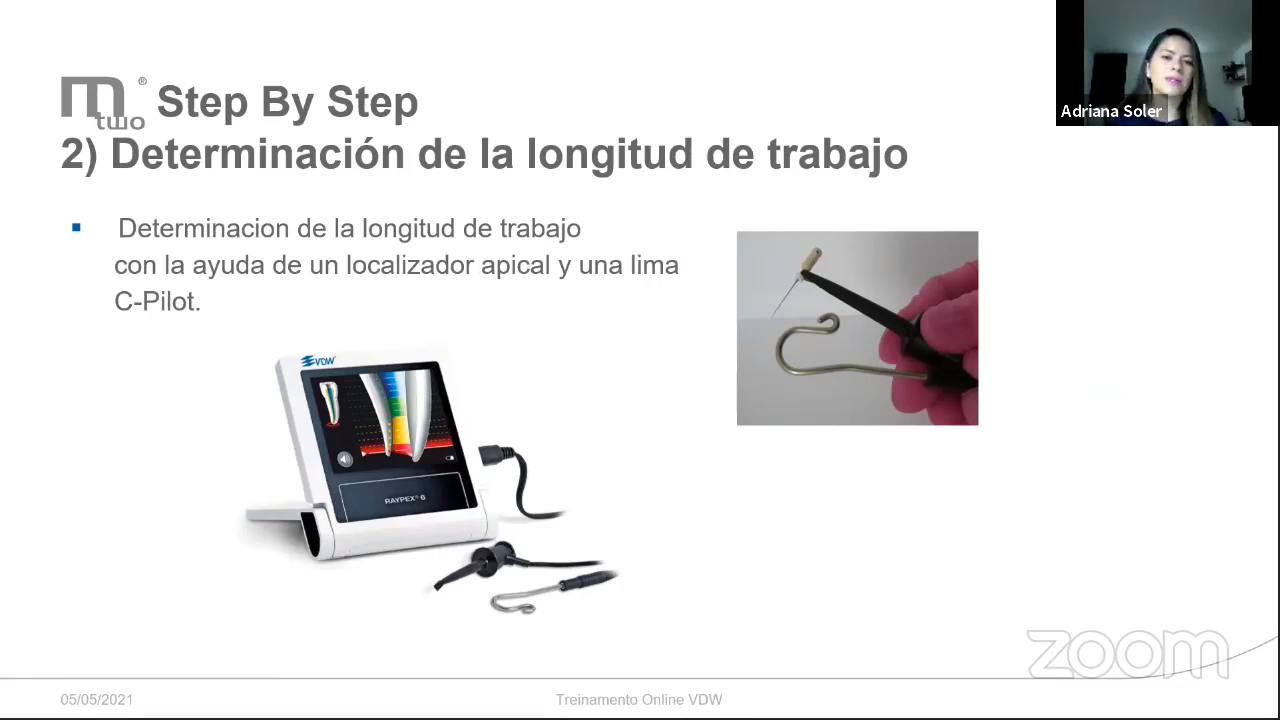 Mtwo® Step By Step
2) Determinación de la longitud de trabajo
Adriana Soler
Determinacion de la longitud de trabajo
con la ayuda de un localizador apical y una lima
C-Pilot.
VDW
RAYPEX® 6
zoom
05/05/2021
Treinamento Online VDW